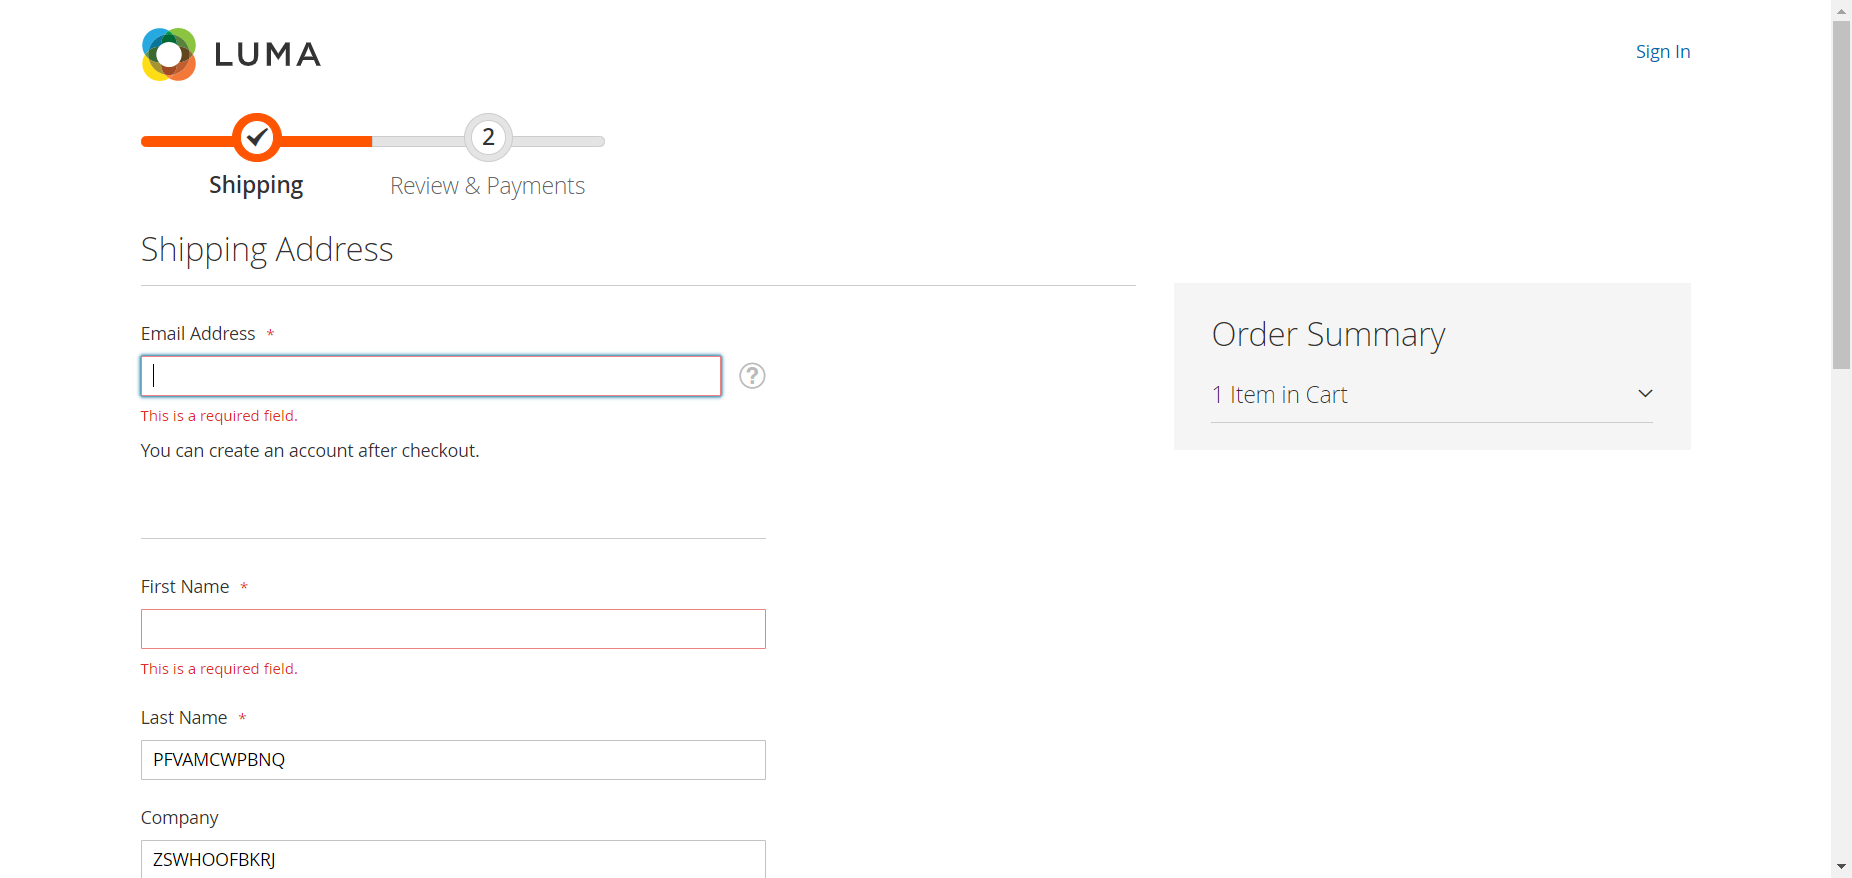 LUMA
Sign In
2
Shipping
Review & Payments
Shipping Address
Email Address *
?
This is a required field.
You can create an account after checkout.
Order Summary
1 Item in Cart
First Name *
This is a required field.
Last Name *
PFVAMCWPBNQ
Company
ZSWHOOFBKRJ